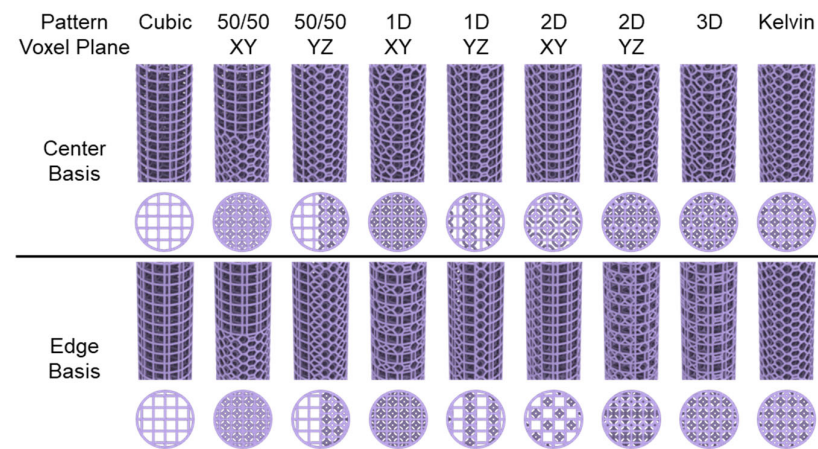 Pattern Cubic 50/50 50/50 1D 1D 2D 2D 3D Kelvin
Voxel Plane XY YZ XY YZ XY YZ
Center
Basis
Edge
Basis